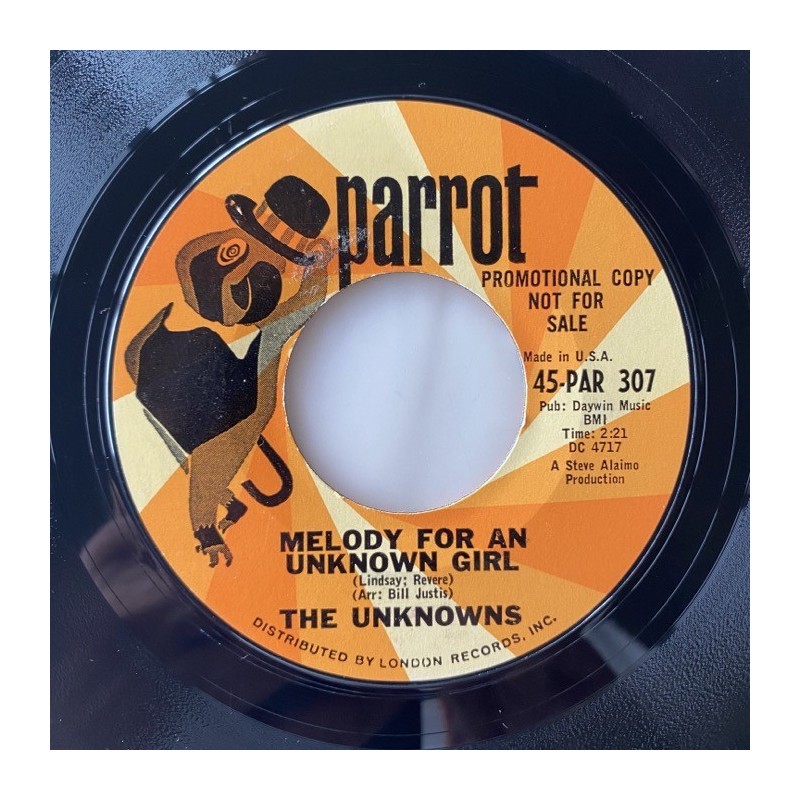 parrot
PROMOTIONAL COPY
NOT FOR
SALE
Made in U.S.A.
45-PAR 307
Pub: Daywin Music
BMI
Time: 2:21
DC 4717
A Steve Alaimo
Production
MELODY FOR AN
UNKNOWN GIRL
(Lindsay; Revere)
(Arr: Bill Justis)
THE UNKNOWNS
DISTRIBUTED BY LONDON RECORDS, INC.